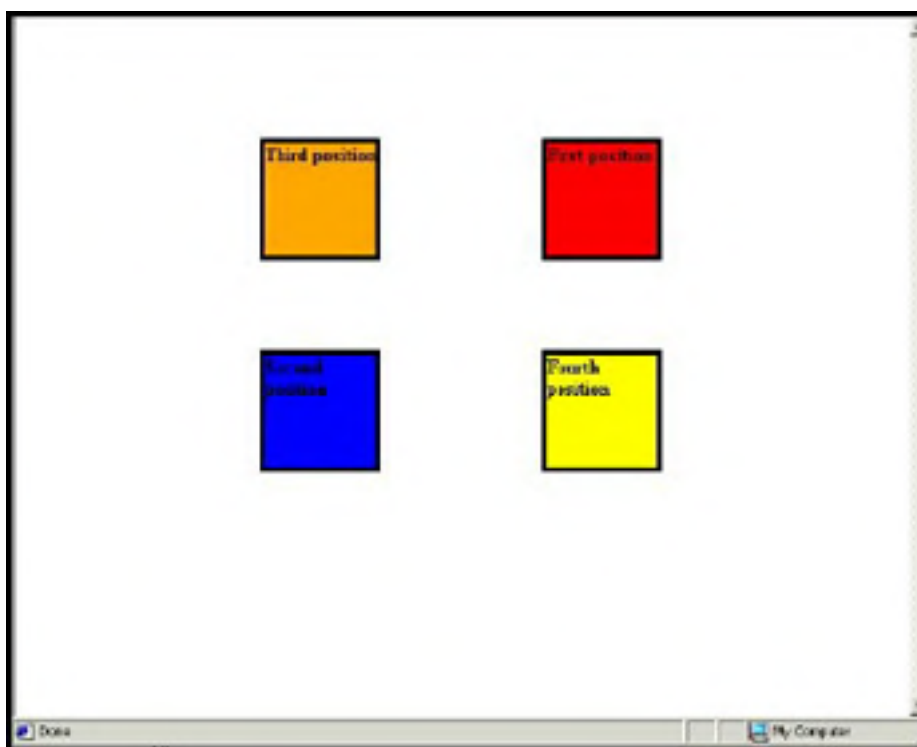 Third position
First position
Second
position
Fourth
position
Done
My Computer